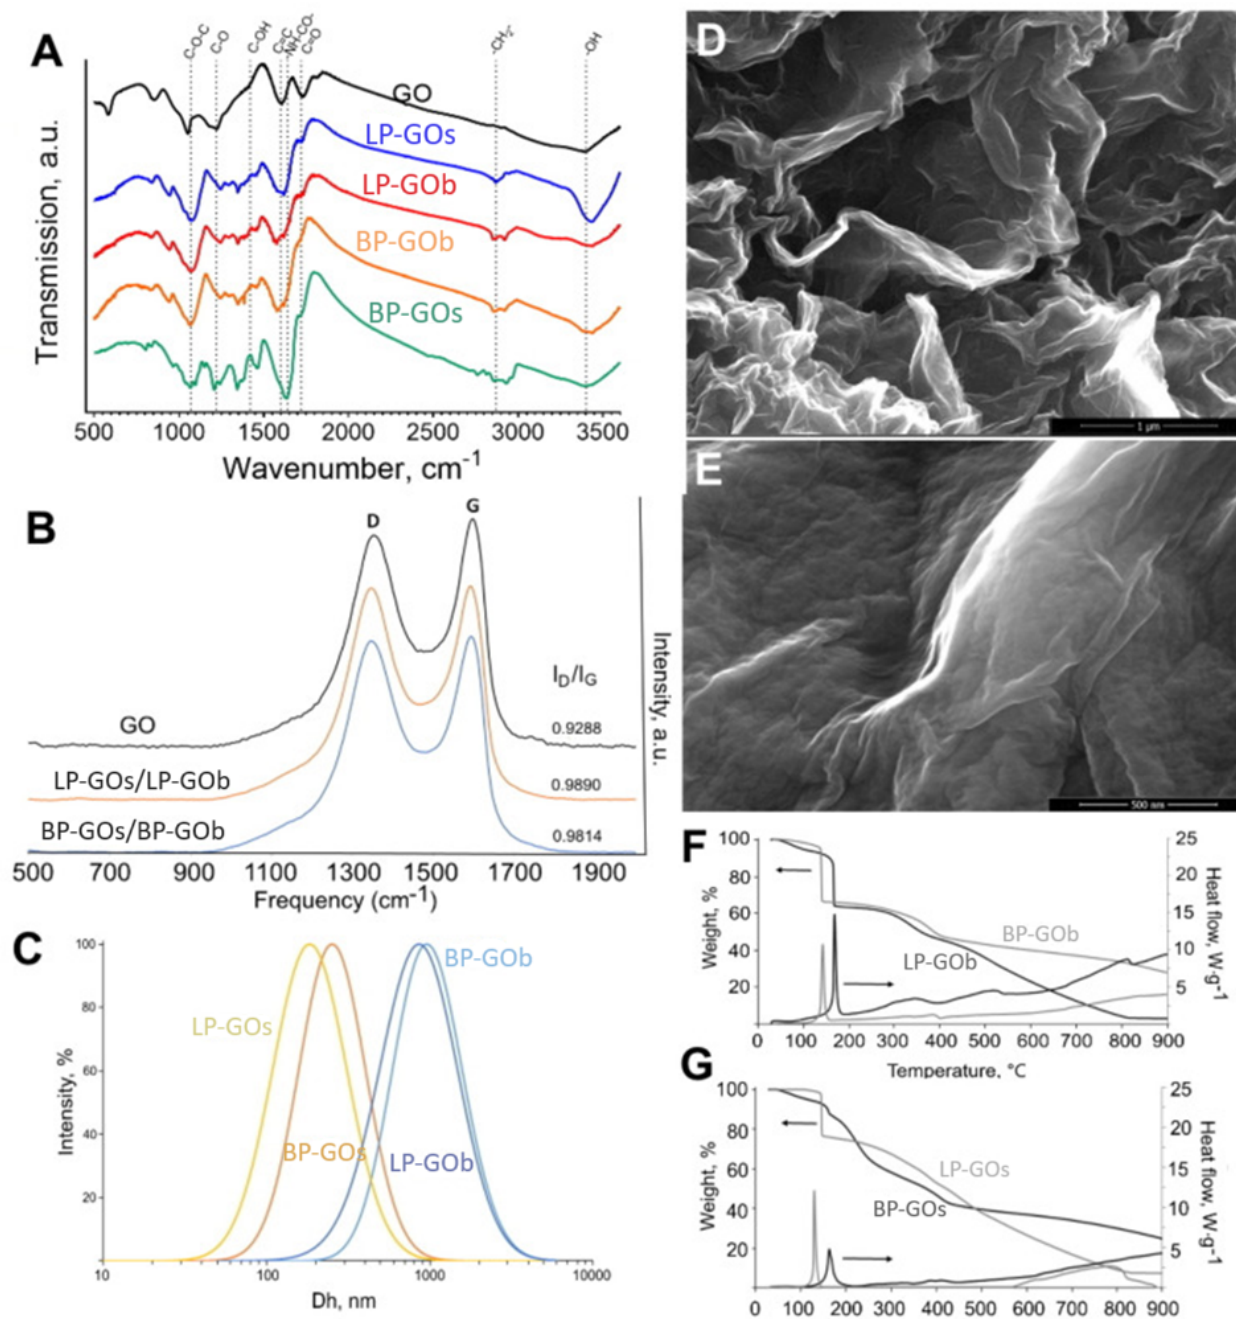 A
C-O-C
C-O
C-OH
C=C
-NH-CO-
C=O
-CH2-
-OH
GO
LP-GOs
LP-GOb
BP-GOb
BP-GOs
Transmission, a.u.
500 1000 1500 2000 2500 3000 3500
Wavenumber, cm-1
B
D
G
ID/IG
GO
0.9288
LP-GOs/LP-GOb
0.9890
BP-GOs/BP-GOb
0.9814
Intensity, a.u.
500 700 900 1100 1300 1500 1700 1900
Frequency (cm-1)
C
100
80
60
40
20
Intensity, %
LP-GOs
BP-GOs
LP-GOb
BP-GOb
10 100 1000 10000
Dh, nm
D
1 µm
E
500 nm
F
100
80
60
40
20
Weight, %
25
20
15
10
5
Heat flow, W·g-1
BP-GOb
LP-GOb
0 100 200 300 400 500 600 700 800 900
Temperature, °C
G
100
80
60
40
20
Weight, %
25
20
15
10
5
Heat flow, W·g-1
LP-GOs
BP-GOs
0 100 200 300 400 500 600 700 800 900